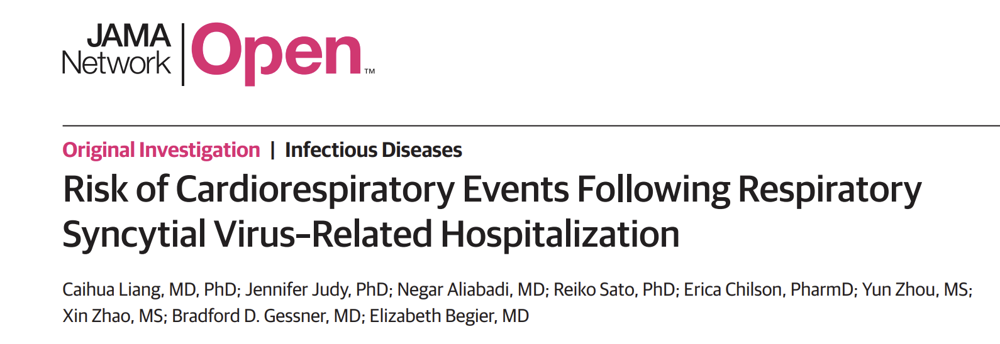 JAMA
Network
Open™
Original Investigation | Infectious Diseases
Risk of Cardiorespiratory Events Following Respiratory
Syncytial Virus–Related Hospitalization
Caihua Liang, MD, PhD; Jennifer Judy, PhD; Negar Aliabadi, MD; Reiko Sato, PhD; Erica Chilson, PharmD; Yun Zhou, MS;
Xin Zhao, MS; Bradford D. Gessner, MD; Elizabeth Begier, MD